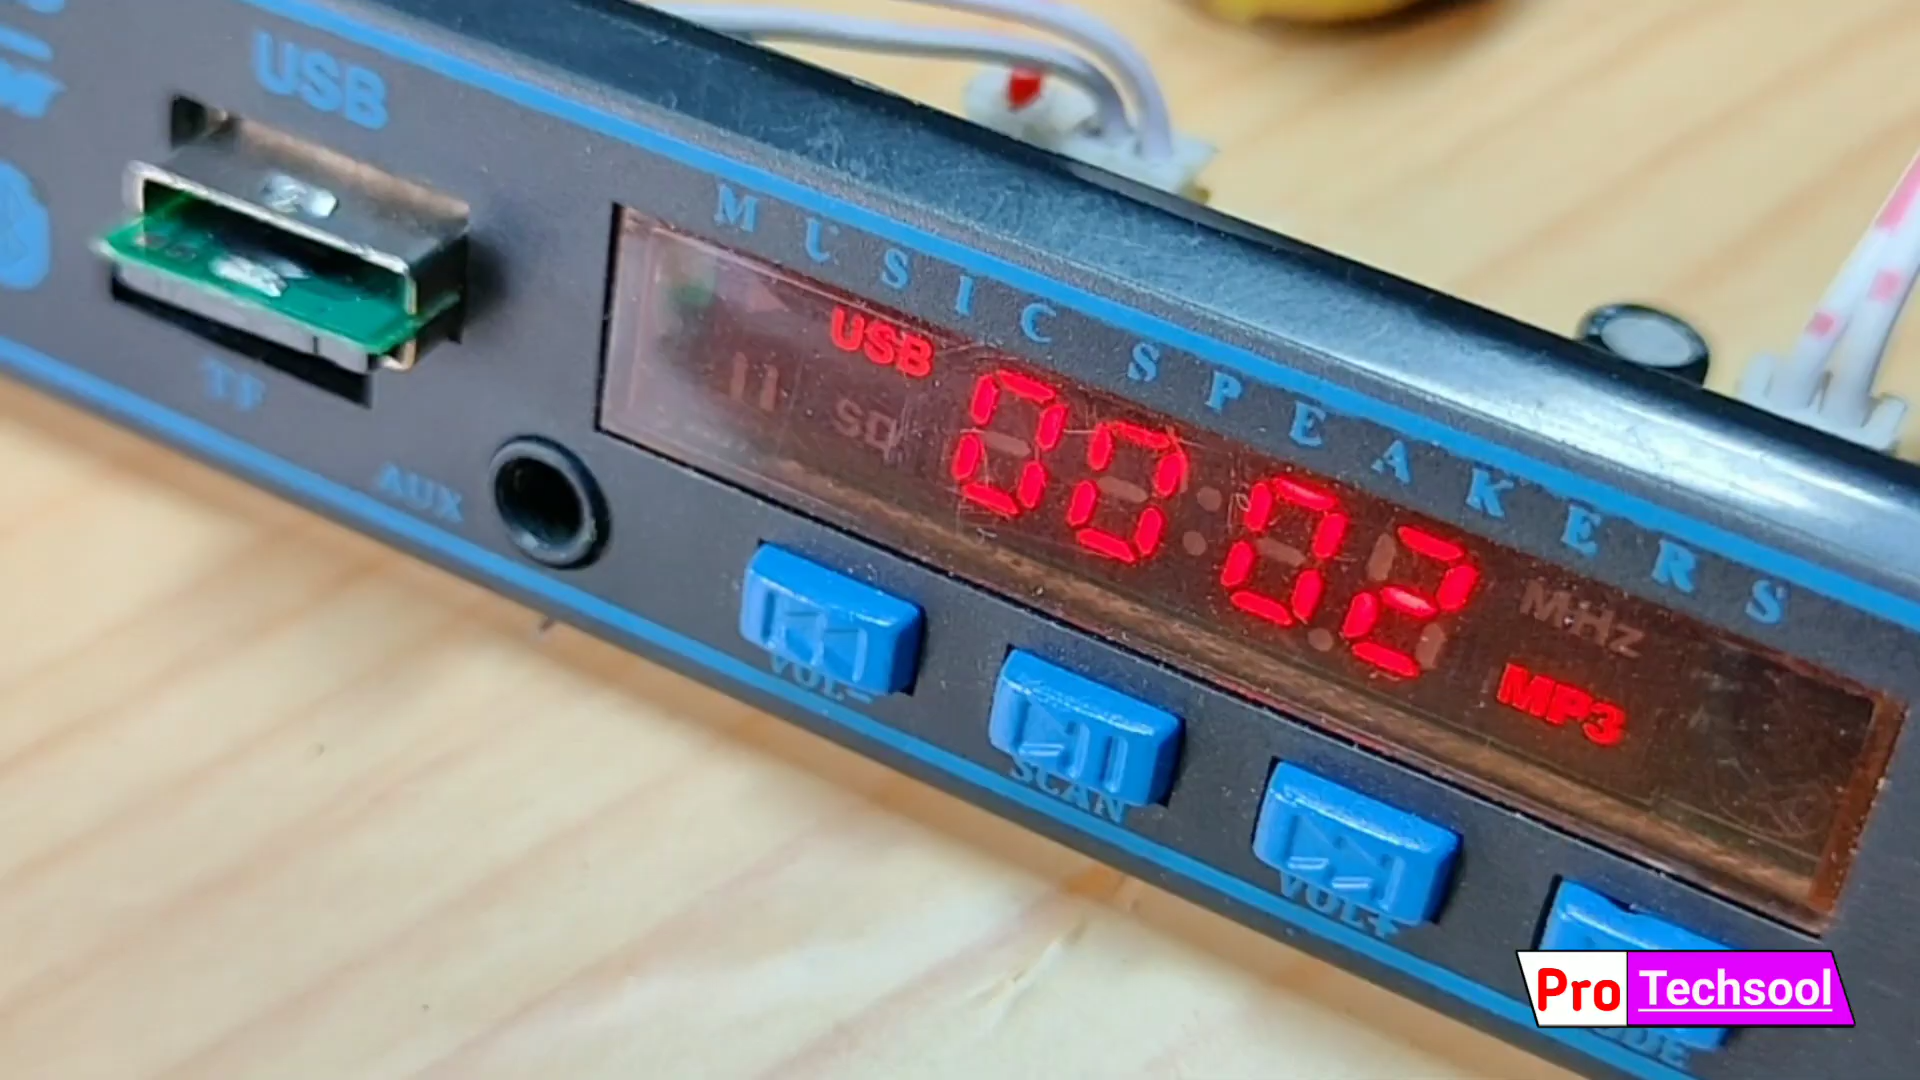 USB
MUSIC SPEAKERS
USB
SD
00:02
MHz
MP3
TF
AUX
VOL-
SCAN
VOL+
Pro Techsool